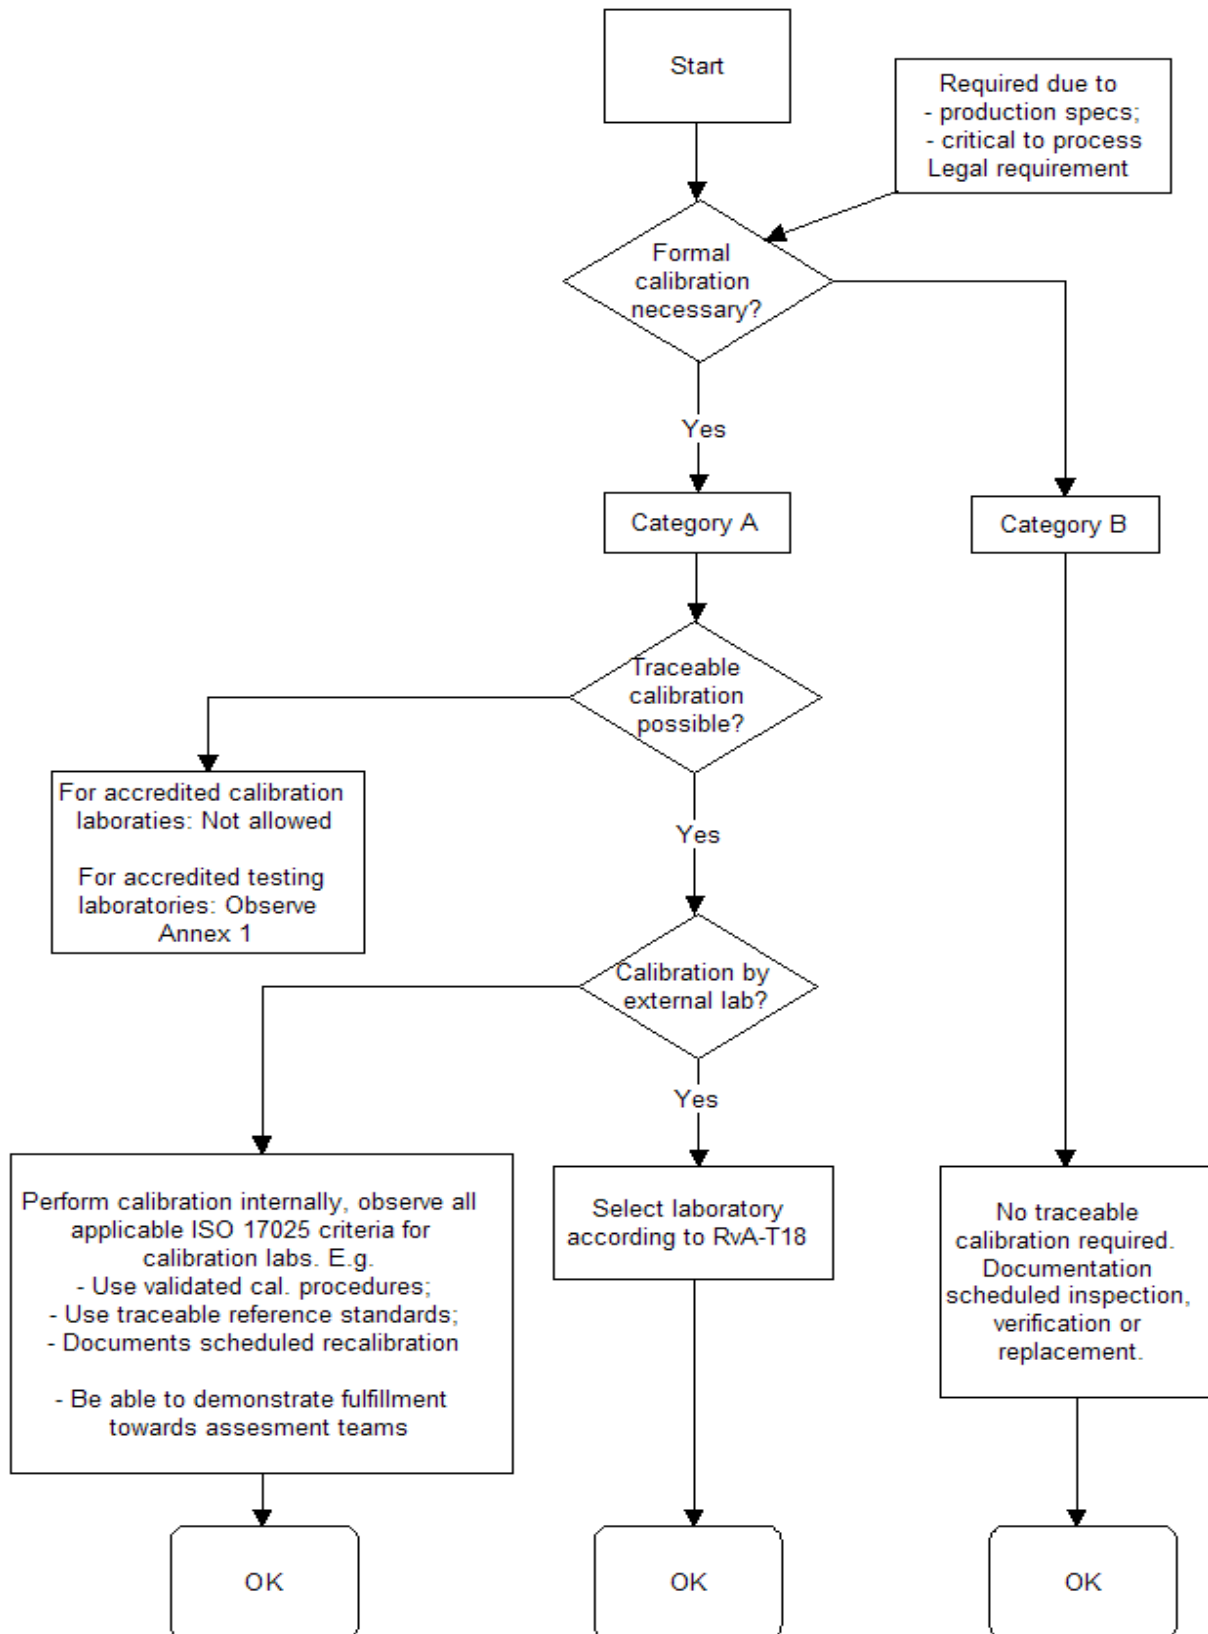 Start
Required due to
- production specs;
- critical to process
Legal requirement
Formal
calibration
necessary?
Yes
Category A
Category B
Traceable
calibration
possible?
For accredited calibration
laboraties: Not allowed
For accredited testing
laboratories: Observe
Annex 1
Yes
Calibration by
external lab?
Yes
Perform calibration internally, observe all
applicable ISO 17025 criteria for
calibration labs. E.g.
- Use validated cal. procedures;
- Use traceable reference standards;
- Documents scheduled recalibration
- Be able to demonstrate fulfillment
towards assesment teams
Select laboratory
according to RvA-T18
No traceable
calibration required.
Documentation
scheduled inspection,
verification or
replacement.
OK
OK
OK